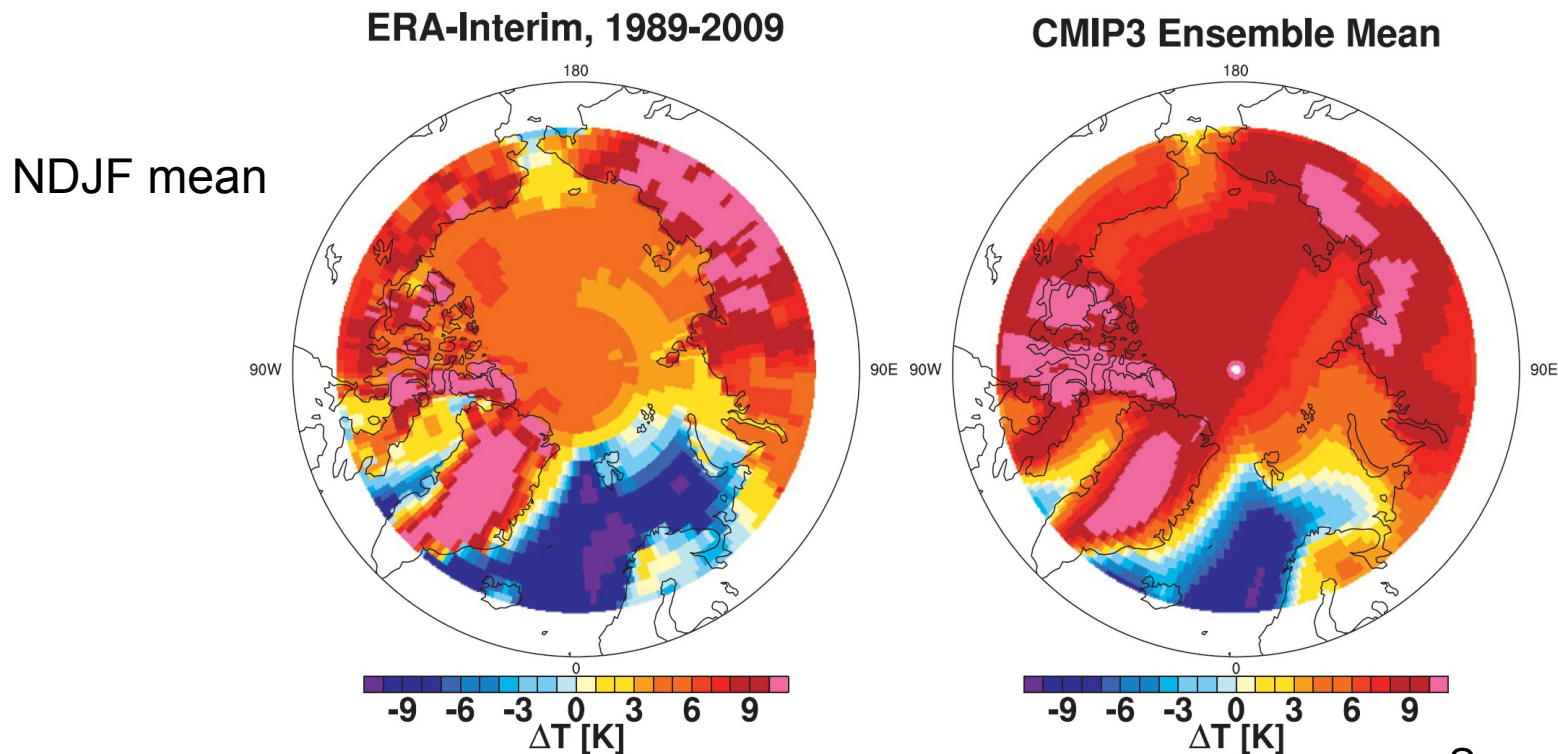 ERA-Interim, 1989-2009
CMIP3 Ensemble Mean
NDJF mean
180
90W
90E
0
-9 -6 -3 0 3 6 9
ΔT [K]
180
90W
90E
0
-9 -6 -3 0 3 6 9
ΔT [K]